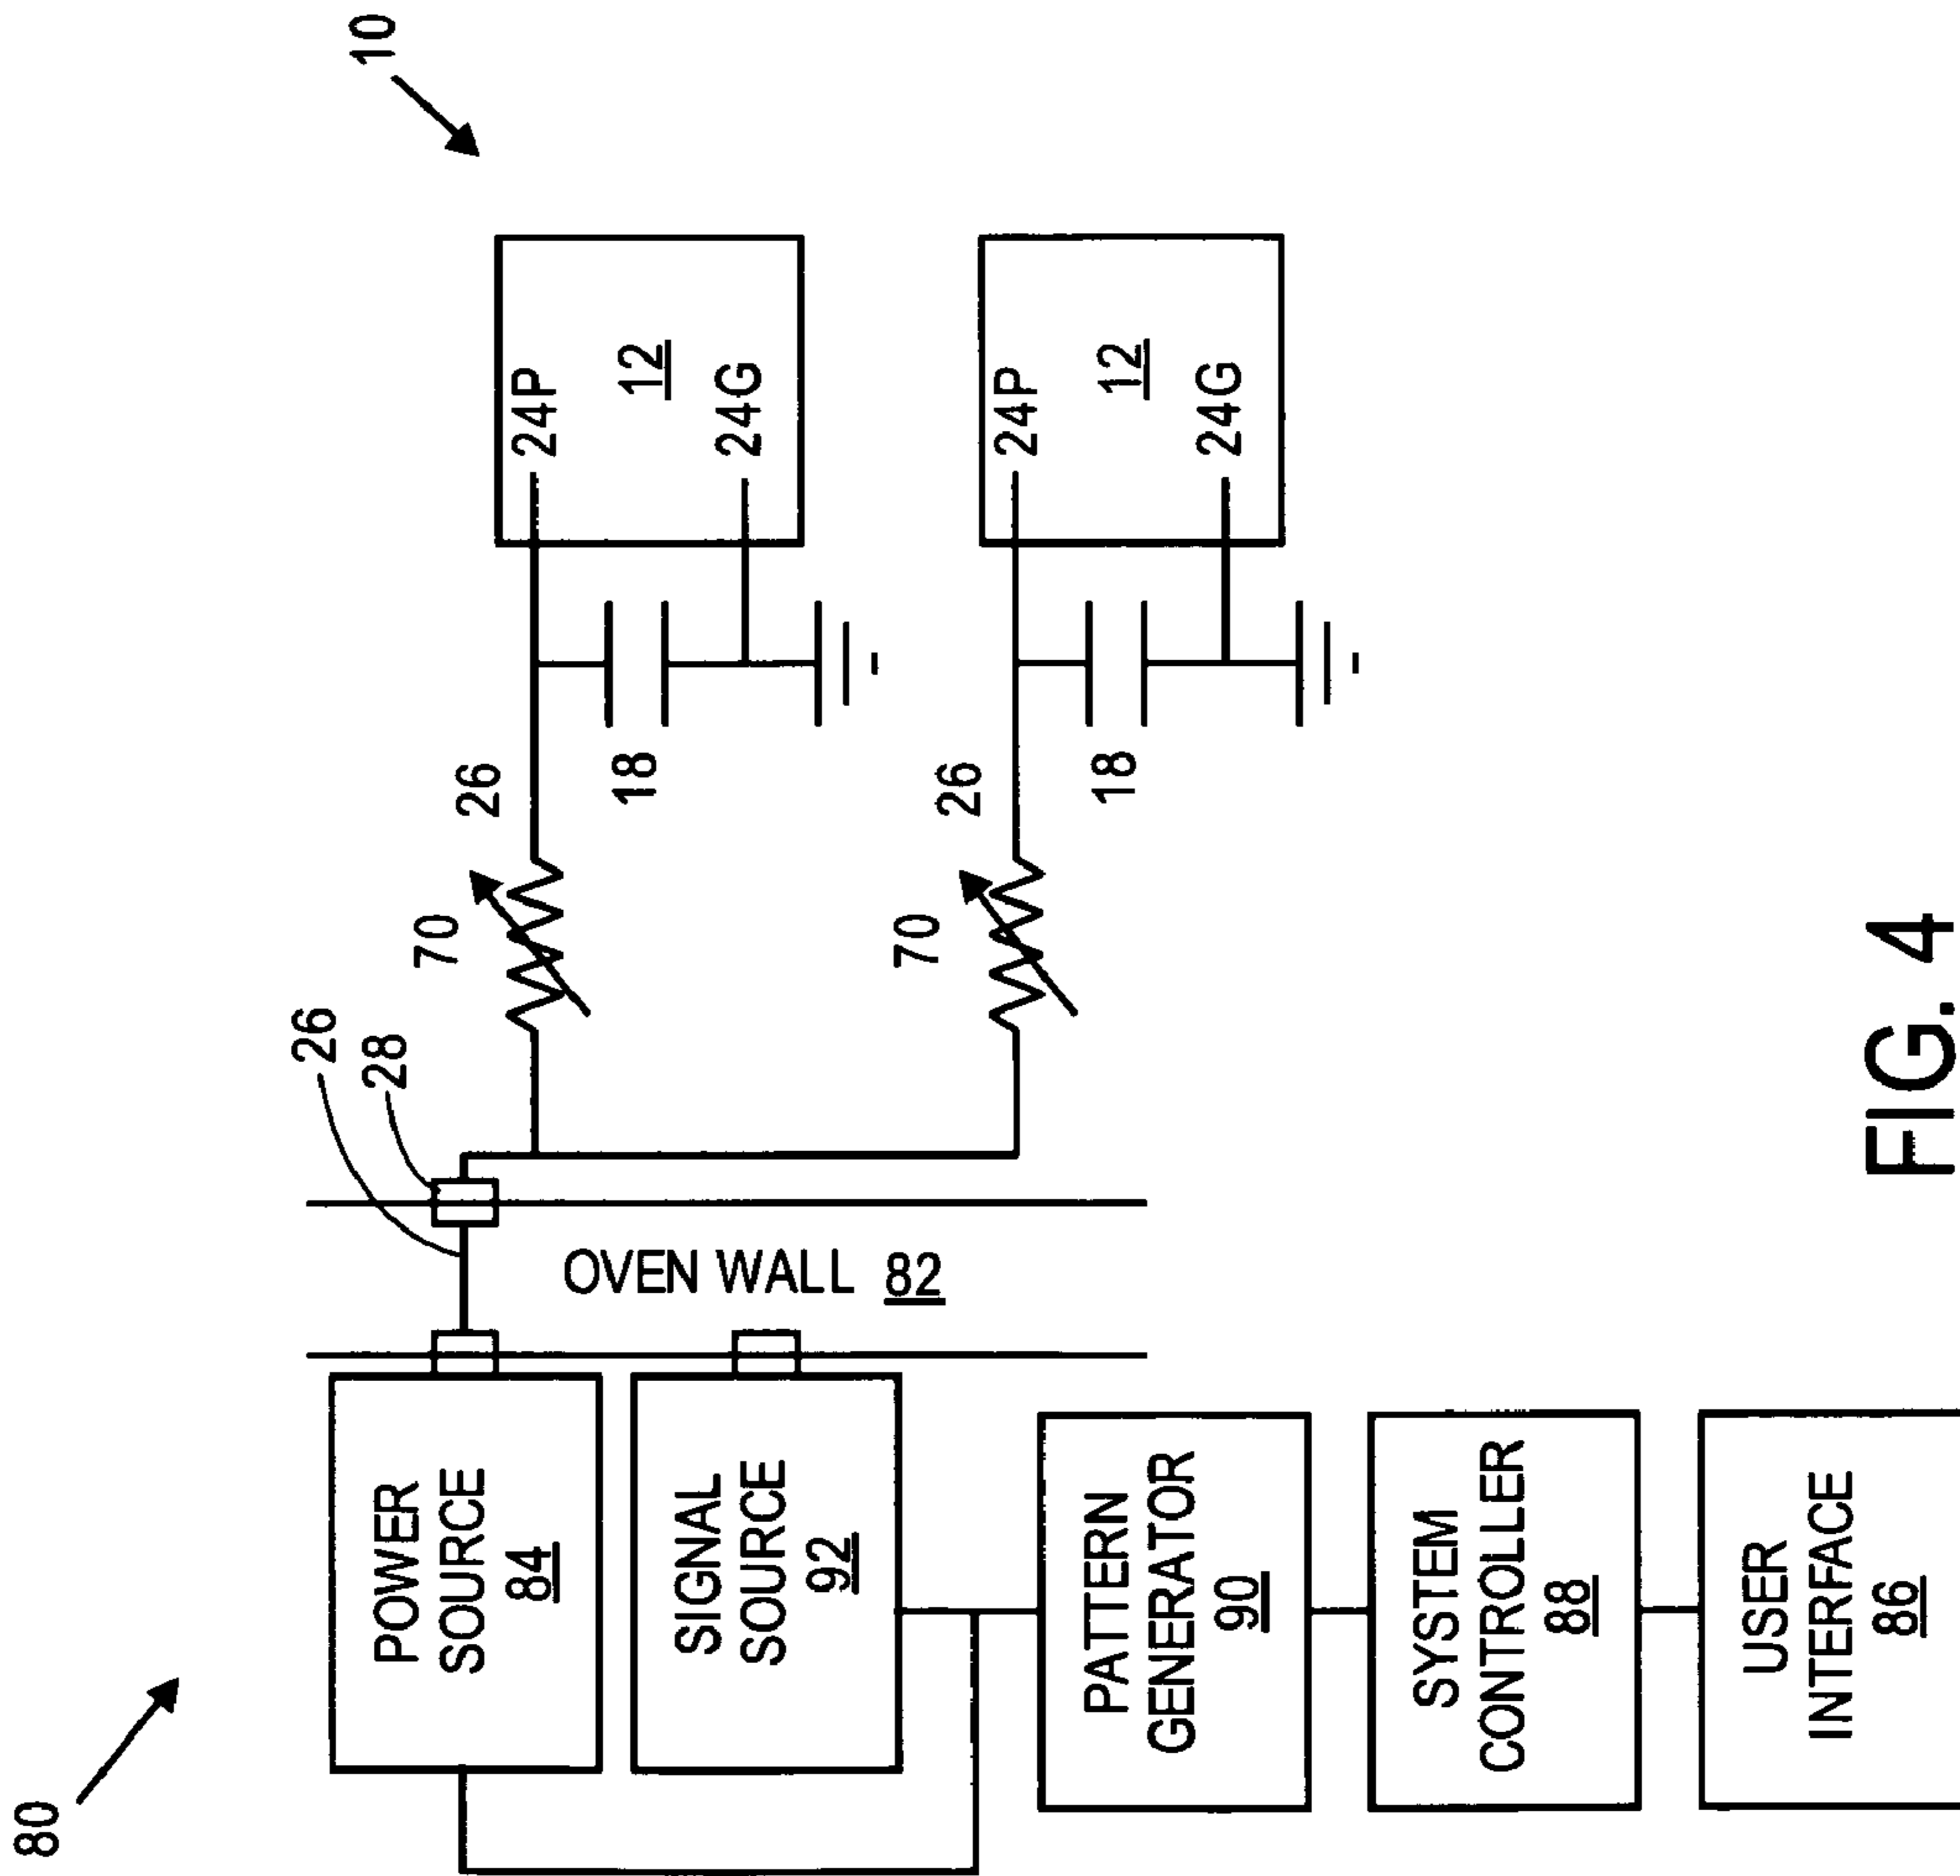 80
10
POWER
SOURCE
84
26
28
70
26
24P
18
12
24G
SIGNAL
SOURCE
92
OVEN WALL 82
70
26
24P
18
12
24G
PATTERN
GENERATOR
90
SYSTEM
CONTROLLER
88
USER
INTERFACE
86
FIG. 4